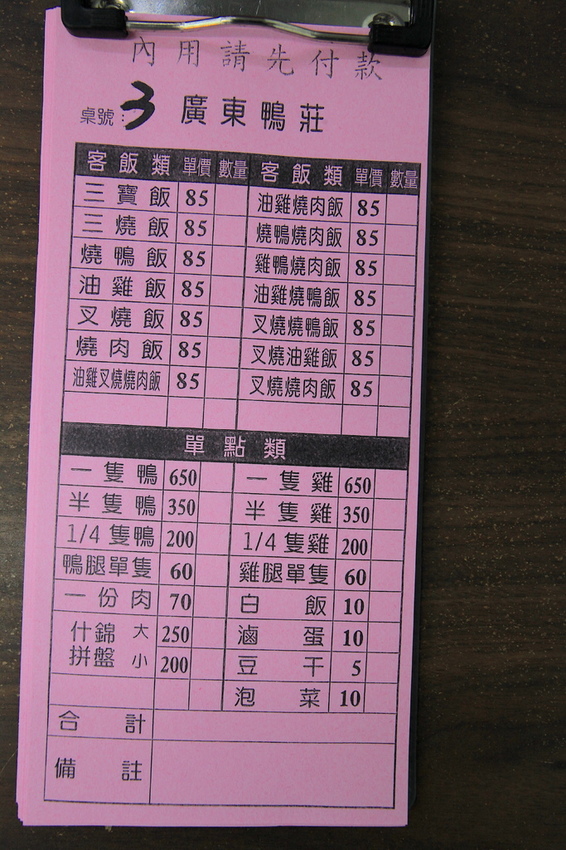 內用請先付款
桌號：3 廣東鴨莊
客飯類 單價 數量 客飯類 單價 數量
三寶飯 85 油雞燒肉飯 85
三燒飯 85 燒鴨燒肉飯 85
燒鴨飯 85 雞鴨燒肉飯 85
油雞飯 85 油雞燒鴨飯 85
叉燒飯 85 叉燒燒鴨飯 85
燒肉飯 85 叉燒油雞飯 85
油雞叉燒燒肉飯 85 叉燒燒肉飯 85
單點類
一隻鴨 650 一隻雞 650
半隻鴨 350 半隻雞 350
1/4隻鴨 200 1/4隻雞 200
鴨腿單隻 60 雞腿單隻 60
一份肉 70 白飯 10
什錦拼盤 大 250 滷蛋 10
小 200 豆干 5
泡菜 10
合計
備註